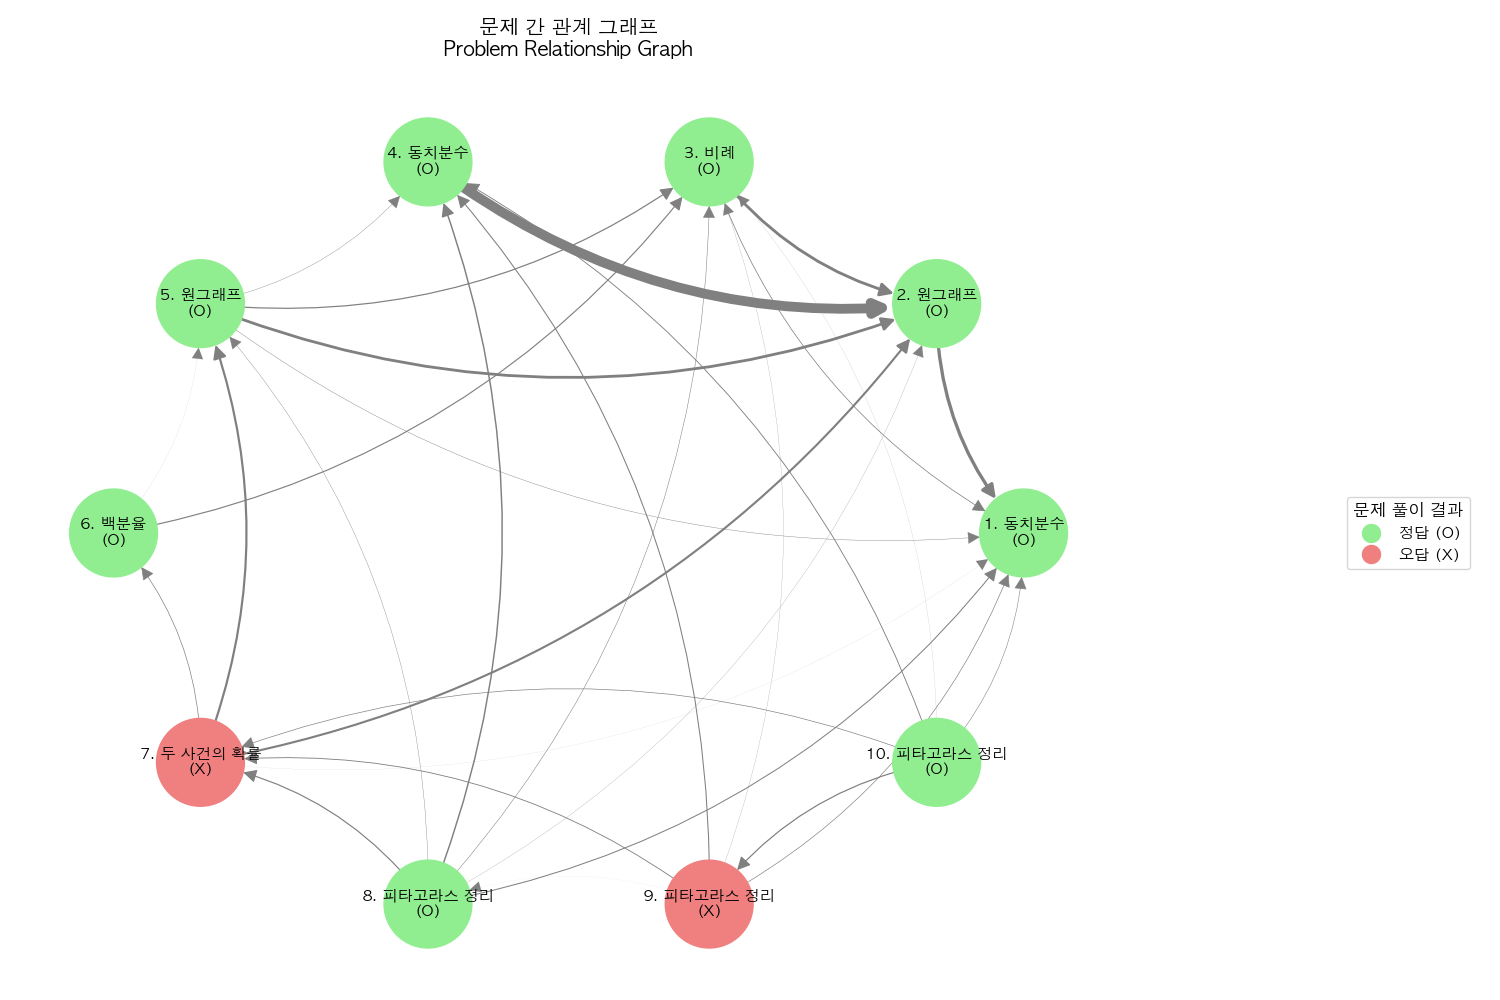 문제 간 관계 그래프
Problem Relationship Graph
4. 동치분수
(O)
3. 비례
(O)
5. 원그래프
(O)
2. 원그래프
(O)
6. 백분율
(O)
1. 동치분수
(O)
문제 풀이 결과
정답 (O)
오답 (X)
7. 두 사건의 확률
(X)
10. 피타고라스 정리
(O)
8. 피타고라스 정리
(O)
9. 피타고라스 정리
(X)